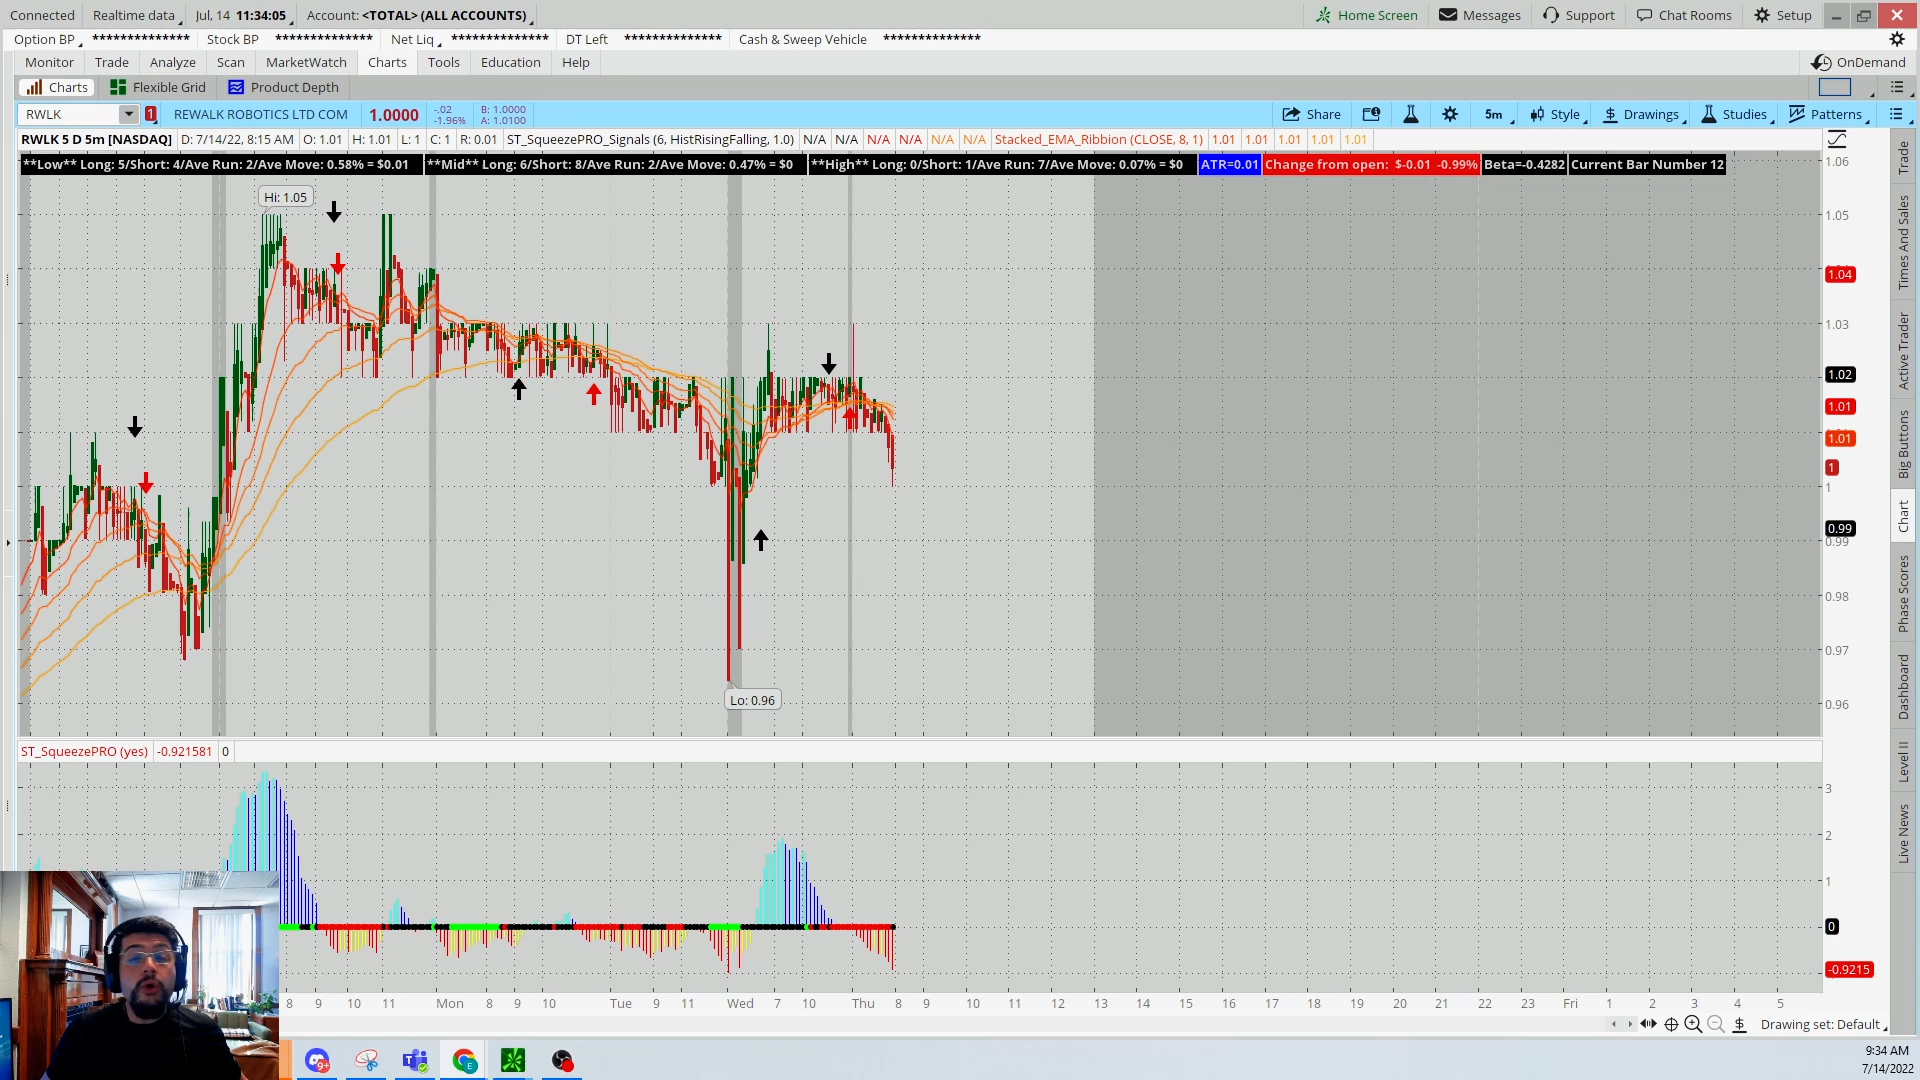 Connected Realtime data Jul, 14 11:34:05 Account: <TOTAL> (ALL ACCOUNTS) Home Screen Messages Support Chat Rooms Setup
Option BP ************** Stock BP ************** Net Liq ************** DT Left ************** Cash & Sweep Vehicle **************
Monitor Trade Analyze Scan MarketWatch Charts Tools Education Help OnDemand
Charts Flexible Grid Product Depth
RWLK 1 REWALK ROBOTICS LTD COM 1.0000 -.02 -1.96% B: 1.0000 A: 1.0100 Share 5m Style Drawings Studies Patterns
RWLK 5 D 5m [NASDAQ] D: 7/14/22, 8:15 AM O: 1.01 H: 1.01 L: 1 C: 1 R: 0.01 ST_SqueezePRO_Signals (6, HistRisingFalling, 1.0) N/A N/A N/A N/A N/A N/A Stacked_EMA_Ribbion (CLOSE, 8, 1) 1.01 1.01 1.01 1.01 1.01
**Low** Long: 5/Short: 4/Ave Run: 2/Ave Move: 0.58% = $0.01 **Mid** Long: 6/Short: 8/Ave Run: 2/Ave Move: 0.47% = $0 **High** Long: 0/Short: 1/Ave Run: 7/Ave Move: 0.07% = $0 ATR=0.01 Change from open: $-0.01 -0.99% Beta=-0.4282 Current Bar Number 12
1.06
Hi: 1.05
1.05
1.04
1.03
1.02
1.01
1.01
1
1
0.99
0.99
0.98
0.97
Lo: 0.96
0.96
ST_SqueezePRO (yes) -0.921581 0
3
2
1
0
-0.9215
8 9 10 11 Mon 8 9 10 Tue 9 11 Wed 7 10 Thu 8 9 10 11 12 13 14 15 16 17 18 19 20 21 22 23 Fri 1 2 3 4 5
Drawing set: Default
Trade
Times And Sales
Active Trader
Big Buttons
Chart
Phase Scores
Dashboard
Level II
Live News
9+
E
9:34 AM
7/14/2022